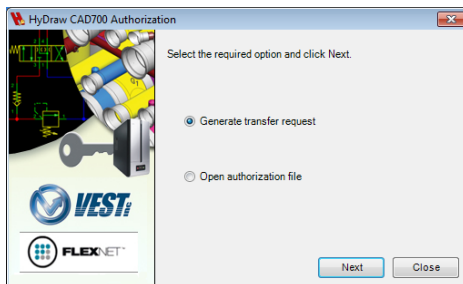 HyDraw CAD700 Authorization
Select the required option and click Next.
Generate transfer request
Open authorization file
VEST
FLEXNET
Next
Close